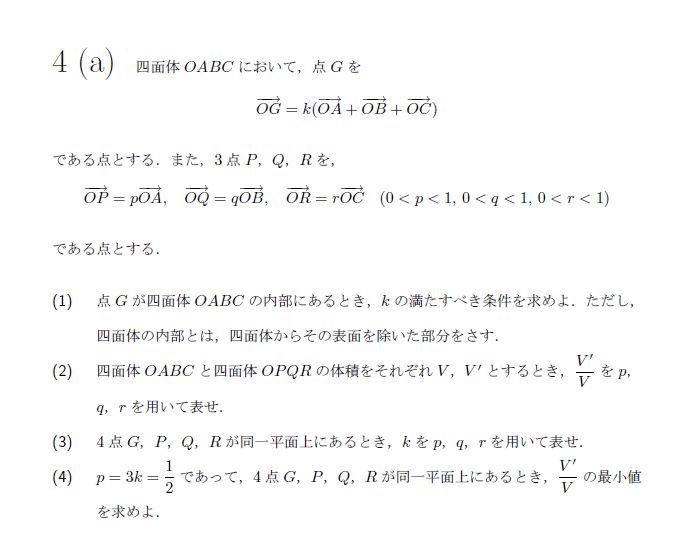 4 (a) 四面体 OABC において，点 G を
$\overrightarrow{OG} = k(\overrightarrow{OA} + \overrightarrow{OB} + \overrightarrow{OC})$
である点とする．また，3 点 P，Q，R を，
$\overrightarrow{OP} = p\overrightarrow{OA},\quad \overrightarrow{OQ} = q\overrightarrow{OB},\quad \overrightarrow{OR} = r\overrightarrow{OC}\quad (0 < p < 1, 0 < q < 1, 0 < r < 1)$
である点とする．
(1) 点 G が四面体 OABC の内部にあるとき，k の満たすべき条件を求めよ．ただし，
四面体の内部とは，四面体からその表面を除いた部分をさす．
(2) 四面体 OABC と四面体 OPQR の体積をそれぞれ V，V′ とするとき，$\frac{V'}{V}$ を p，
q，r を用いて表せ．
(3) 4 点 G，P，Q，R が同一平面上にあるとき，k を p，q，r を用いて表せ．
(4) $p = 3k = \frac{1}{2}$ であって，4 点 G，P，Q，R が同一平面上にあるとき，$\frac{V'}{V}$ の最小値
を求めよ．